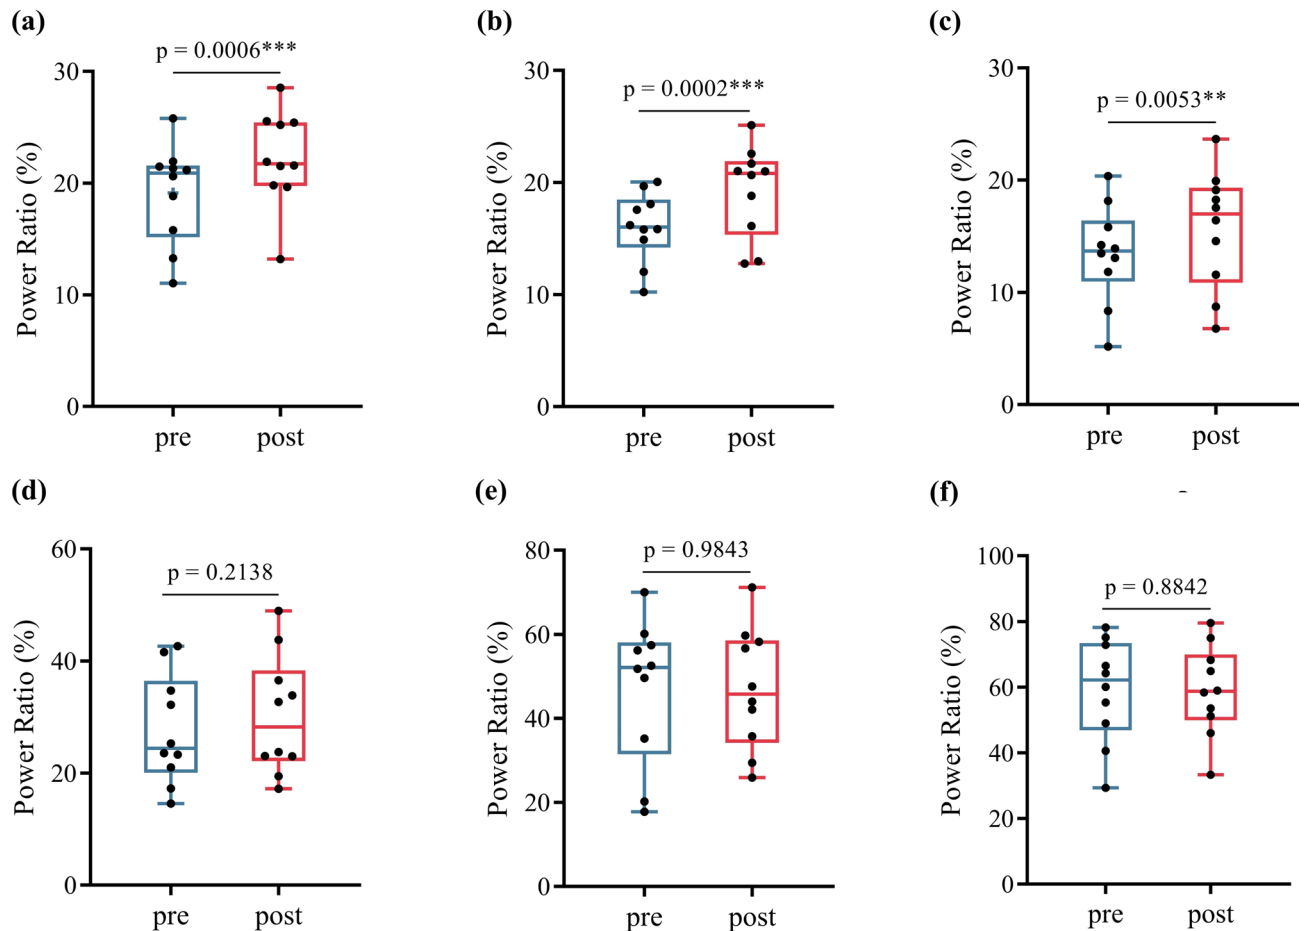 (a)
p = 0.0006***
Power Ratio (%)
30
20
10
0
pre post
(b)
p = 0.0002***
Power Ratio (%)
30
20
10
0
pre post
(c)
p = 0.0053**
Power Ratio (%)
30
20
10
0
pre post
(d)
p = 0.2138
Power Ratio (%)
60
40
20
0
pre post
(e)
p = 0.9843
Power Ratio (%)
80
60
40
20
0
pre post
(f)
p = 0.8842
Power Ratio (%)
100
80
60
40
20
0
pre post